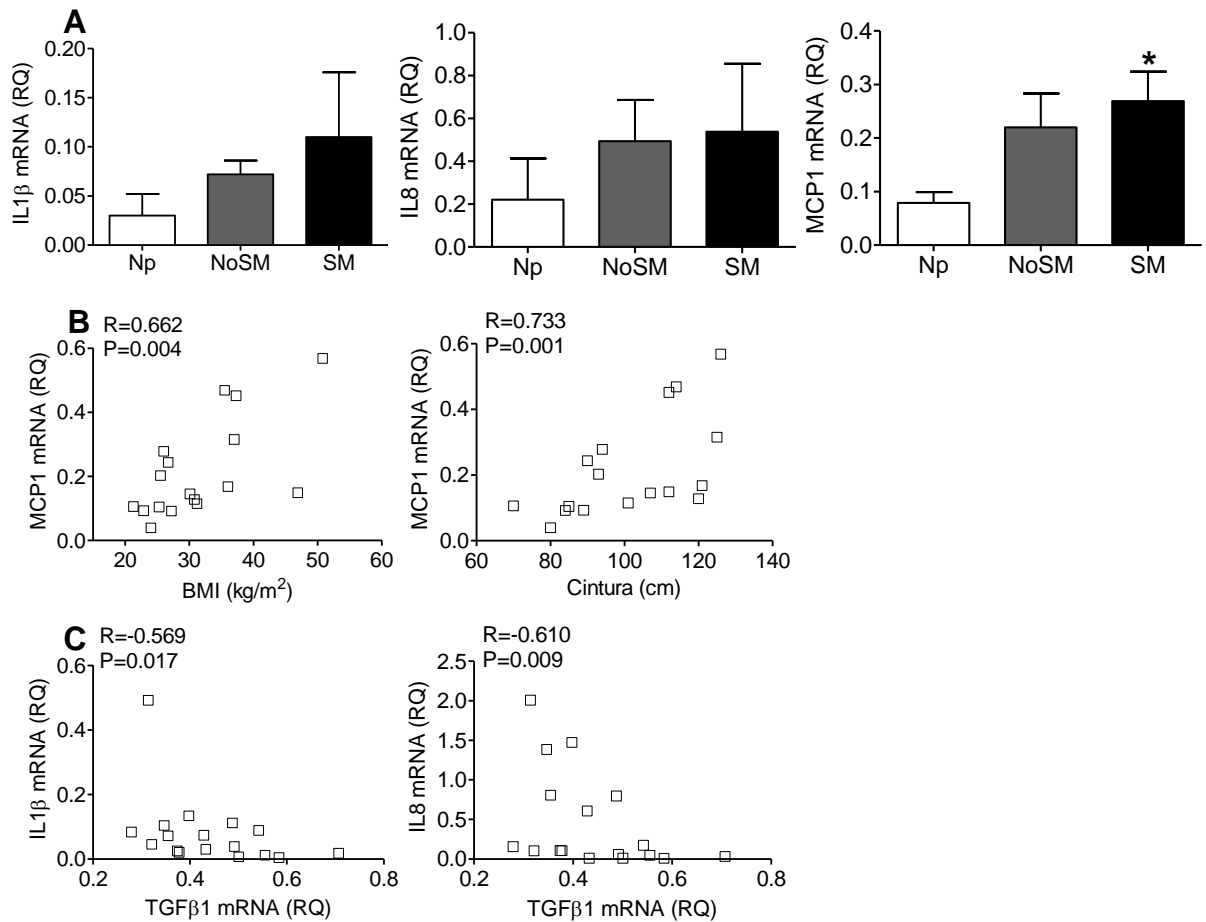 A
IL1β mRNA (RQ)
0.20
0.15
0.10
0.05
0.00
Np NoSM SM
IL8 mRNA (RQ)
1.0
0.8
0.6
0.4
0.2
0.0
Np NoSM SM
MCP1 mRNA (RQ)
0.4
0.3
0.2
0.1
0.0
*
Np NoSM SM
B
R=0.662
P=0.004
MCP1 mRNA (RQ)
0.6
0.4
0.2
0.0
20 30 40 50 60
BMI (kg/m²)
R=0.733
P=0.001
MCP1 mRNA (RQ)
0.6
0.4
0.2
0.0
60 80 100 120 140
Cintura (cm)
C
R=-0.569
P=0.017
IL1β mRNA (RQ)
0.6
0.4
0.2
0.0
0.2 0.4 0.6 0.8
TGFβ1 mRNA (RQ)
R=-0.610
P=0.009
IL8 mRNA (RQ)
2.5
2.0
1.5
1.0
0.50
0.0
0.2 0.4 0.6 0.8
TGFβ1 mRNA (RQ)